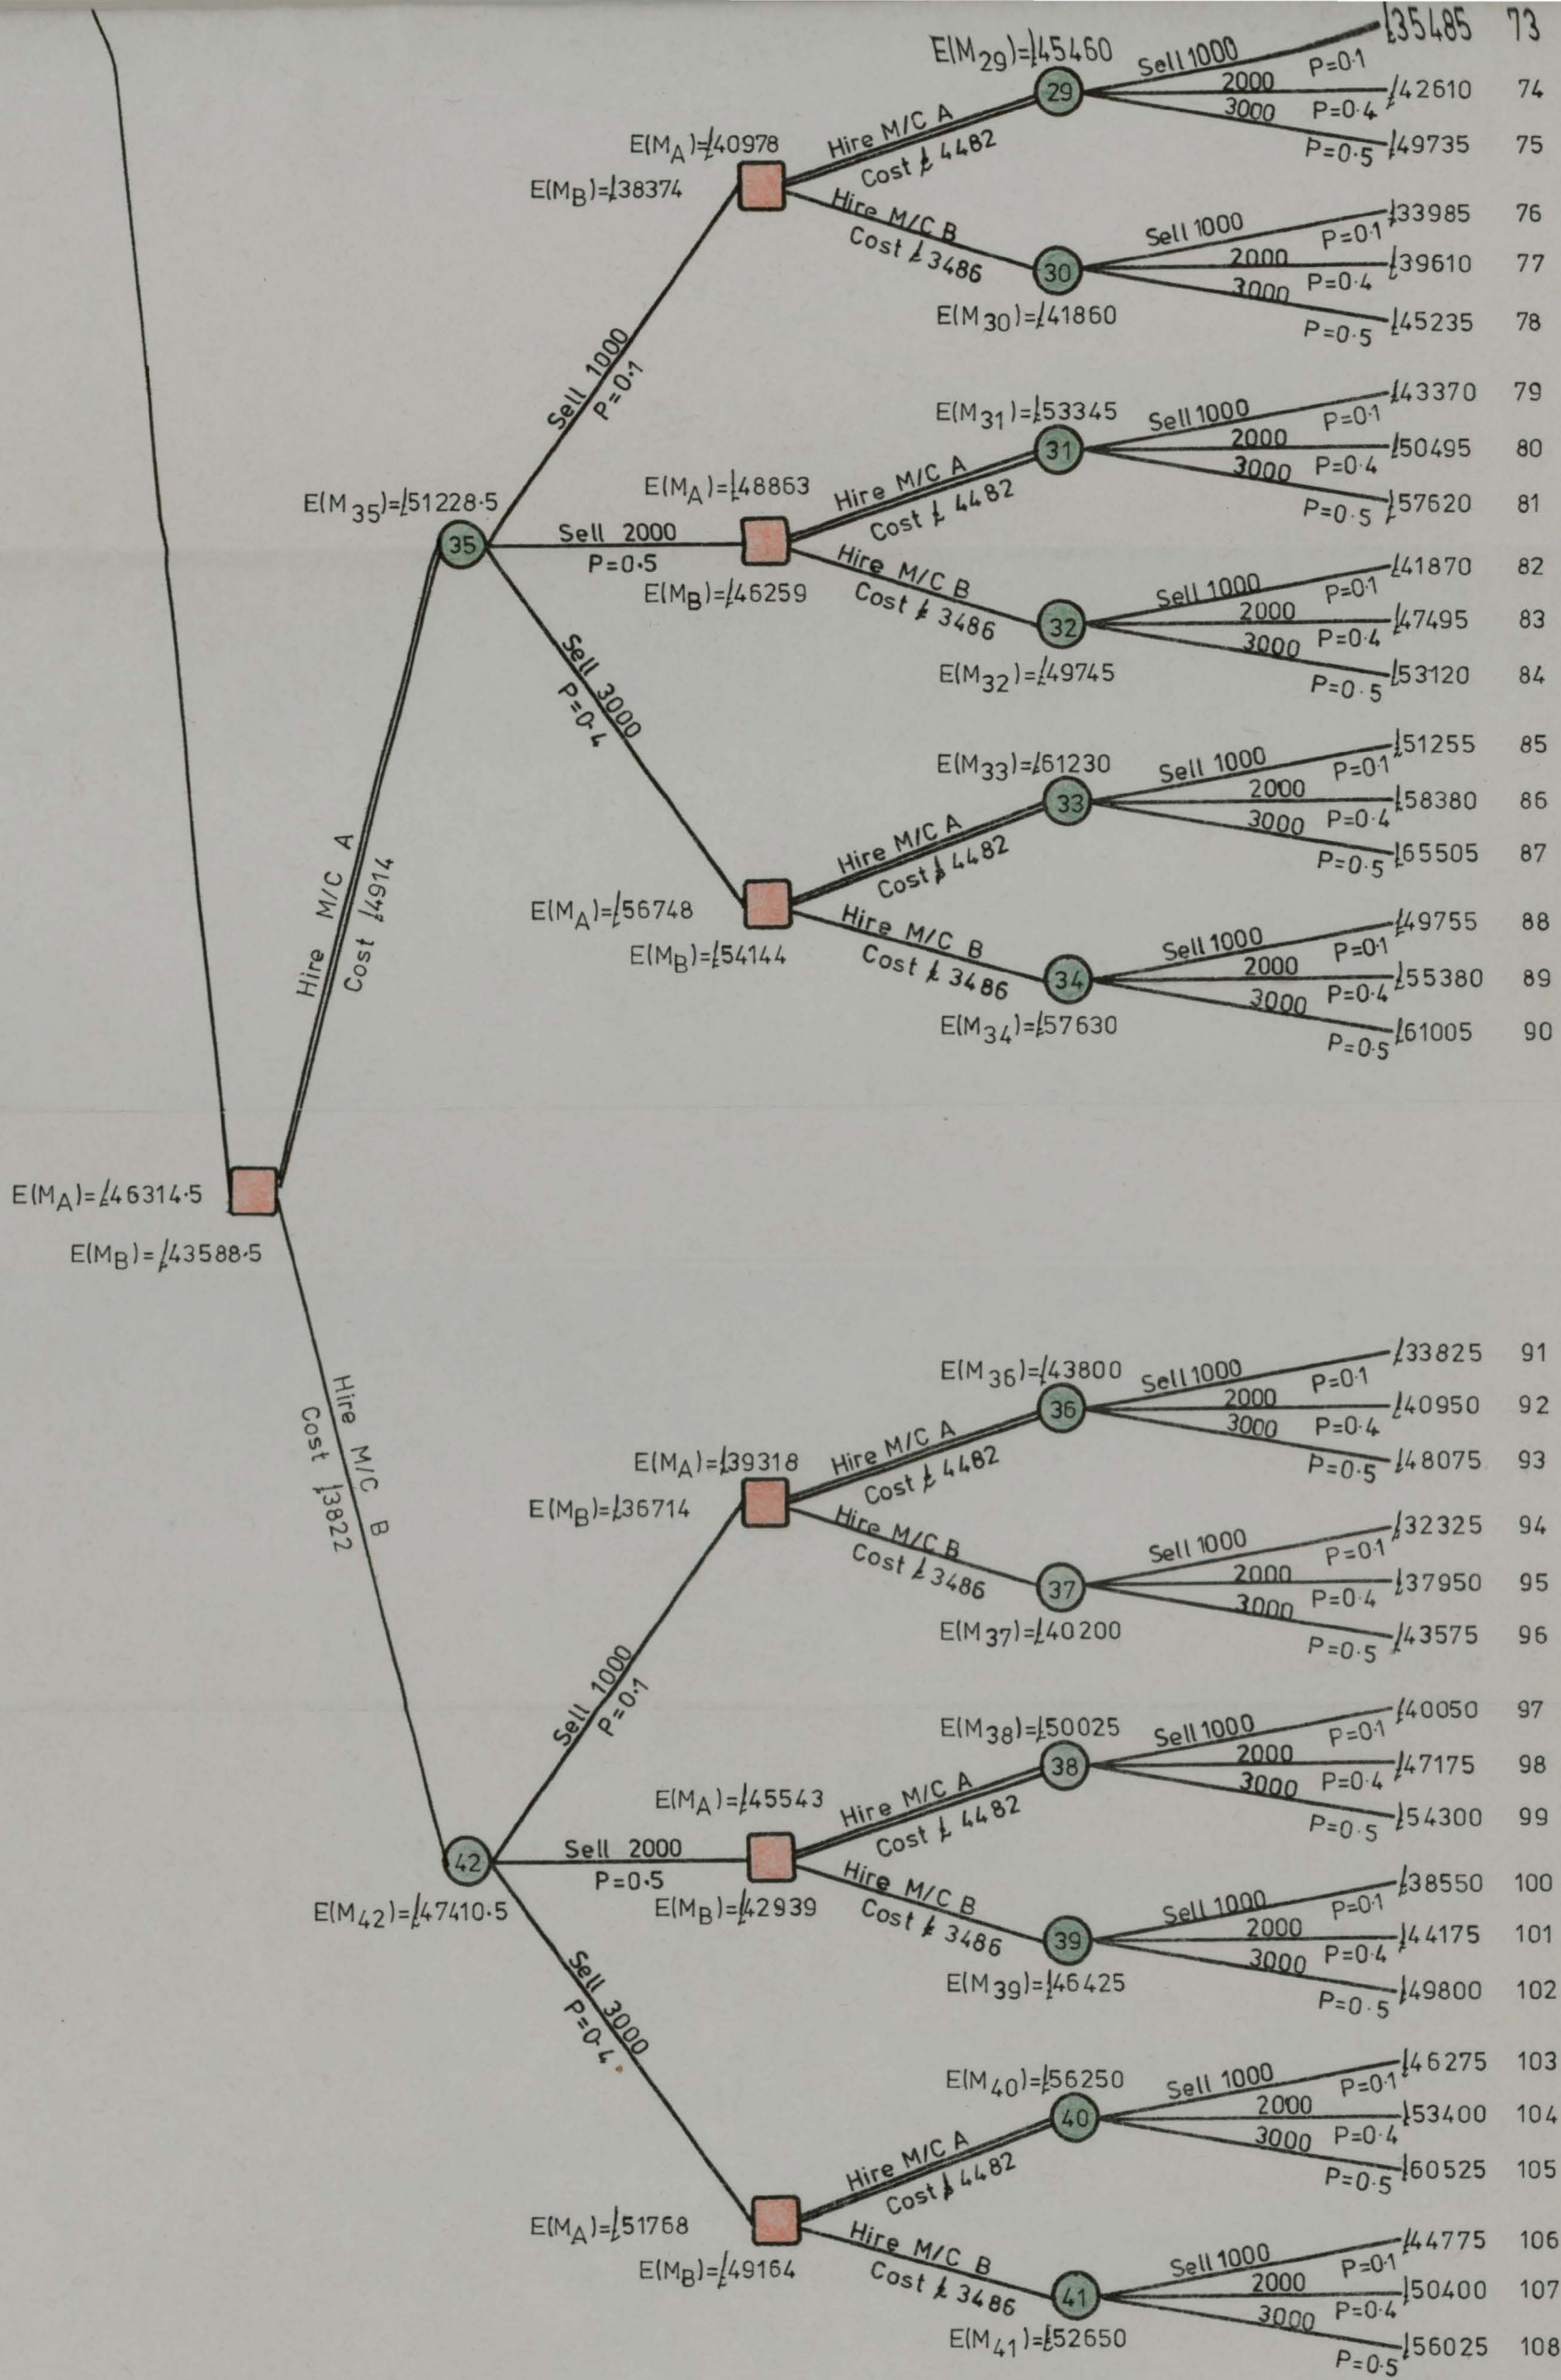 E(M29)=£45460 Sell 1000 P=0·1 £35485 73
29 2000 P=0·4 £42610 74
3000 P=0·5 £49735 75
E(MA)=£40978 Hire M/C A Cost £4482
E(MB)=£38374 Hire M/C B Cost £3486
Sell 1000 P=0·1 £33985 76
30 2000 P=0·4 £39610 77
3000 P=0·5 £45235 78
E(M30)=£41860
Sell 1000 P=0·1
E(M31)=£53345 Sell 1000 P=0·1 £43370 79
31 2000 P=0·4 £50495 80
3000 P=0·5 £57620 81
E(MA)=£48863 Hire M/C A Cost £4482
E(M35)=£51228·5
35 Sell 2000 P=0·5
E(MB)=£46259 Hire M/C B Cost £3486
Sell 1000 P=0·1 £41870 82
32 2000 P=0·4 £47495 83
3000 P=0·5 £53120 84
E(M32)=£49745
Sell 3000 P=0·4
E(M33)=£61230 Sell 1000 P=0·1 £51255 85
33 2000 P=0·4 £58380 86
3000 P=0·5 £65505 87
Hire M/C A Cost £4914
E(MA)=£56748 Hire M/C A Cost £4482
E(MB)=£54144 Hire M/C B Cost £3486
Sell 1000 P=0·1 £49755 88
34 2000 P=0·4 £55380 89
3000 P=0·5 £61005 90
E(M34)=£57630
E(MA)=£46314·5
E(MB)=£43588·5
Hire M/C B Cost £3822
E(M36)=£43800 Sell 1000 P=0·1 £33825 91
36 2000 P=0·4 £40950 92
3000 P=0·5 £48075 93
E(MA)=£39318 Hire M/C A Cost £4482
E(MB)=£36714 Hire M/C B Cost £3486
Sell 1000 P=0·1 £32325 94
37 2000 P=0·4 £37950 95
3000 P=0·5 £43575 96
E(M37)=£40200
Sell 1000 P=0·1
E(M38)=£50025 Sell 1000 P=0·1 £40050 97
38 2000 P=0·4 £47175 98
3000 P=0·5 £54300 99
E(MA)=£45543 Hire M/C A Cost £4482
42 Sell 2000 P=0·5
E(M42)=£47410·5
E(MB)=£42939 Hire M/C B Cost £3486
Sell 1000 P=0·1 £38550 100
39 2000 P=0·4 £44175 101
3000 P=0·5 £49800 102
E(M39)=£46425
Sell 3000 P=0·4
E(M40)=£56250 Sell 1000 P=0·1 £46275 103
40 2000 P=0·4 £53400 104
3000 P=0·5 £60525 105
E(MA)=£51768 Hire M/C A Cost £4482
E(MB)=£49164 Hire M/C B Cost £3486
Sell 1000 P=0·1 £44775 106
41 2000 P=0·4 £50400 107
3000 P=0·5 £56025 108
E(M41)=£52650